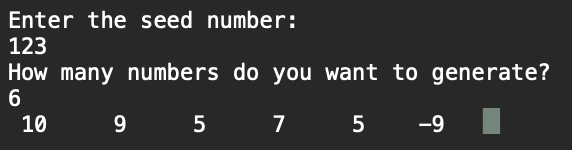 Enter the seed number:
123
How many numbers do you want to generate?
6
10 9 5 7 5 -9